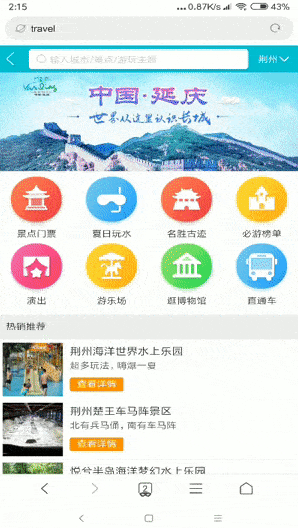 2:15
...0.87K/s
43%
travel
输入城市/景点/游玩主题
荆州
中国·延庆
世界从这里认识长城
景点门票
夏日玩水
名胜古迹
必游榜单
演出
游乐场
逛博物馆
直通车
热销推荐
荆州海洋世界水上乐园
超多玩法,嗨湖一夏
查看详情
荆州楚王车马阵景区
北有兵马俑,南有车马阵
查看详情
悦兮半岛海洋梦幻水上乐园
2